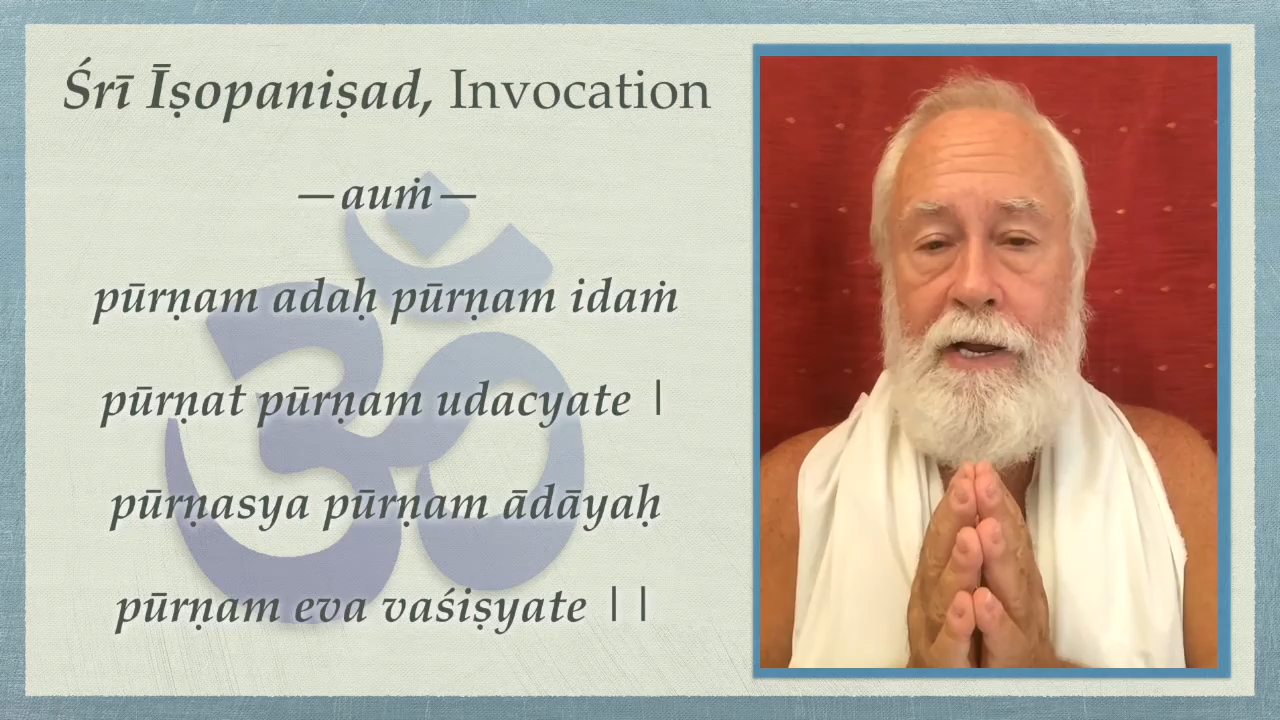 Śrī Īṣopaniṣad, Invocation
—auṁ—
pūrṇam adaḥ pūrṇam idaṁ
pūrṇat pūrṇam udacyate |
pūrṇasya pūrṇam ādāyaḥ
pūrṇam eva vaśiṣyate ||
ॐ